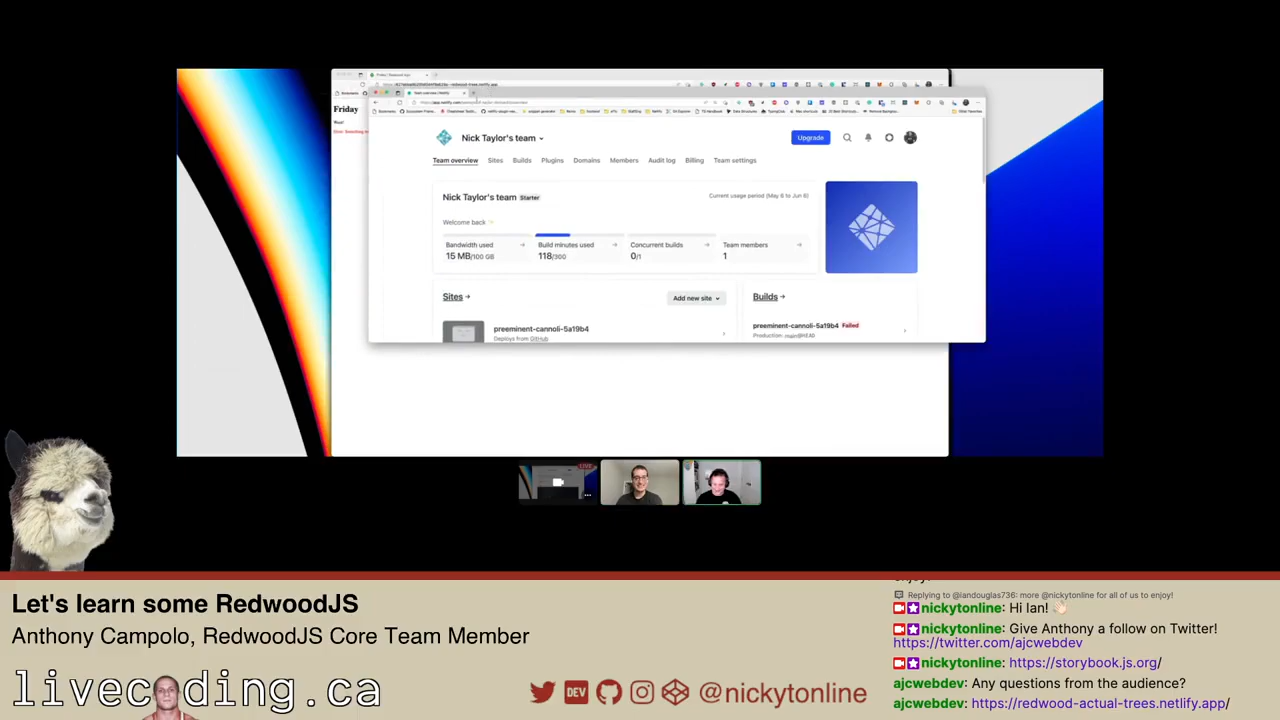 Friday
Nick Taylor's team
Upgrade
Team overview
Sites
Builds
Plugins
Domains
Members
Audit log
Billing
Team settings
Nick Taylor's team Starter
Current usage period (May 6 to Jun 6)
Welcome back
Bandwidth used
15 MB/100 GB
Build minutes used
118/300
Concurrent builds
0/1
Team members
1
Sites
Add new site
Builds
preeminent-cannoli-5a19b4
Deploys from GitHub
preeminent-cannoli-5a19b4 Failed
Production: main@HEAD
LIVE
Let's learn some RedwoodJS
Anthony Campolo, RedwoodJS Core Team Member
livecoding.ca
DEV
@nickytonline
enjoy!
Replying to @iandouglas736: more @nickytonline for all of us to enjoy!
nickytonline: Hi Ian! 👋🏻
nickytonline: Give Anthony a follow on Twitter!
https://twitter.com/ajcwebdev
nickytonline: https://storybook.js.org/
ajcwebdev: Any questions from the audience?
ajcwebdev: https://redwood-actual-trees.netlify.app/